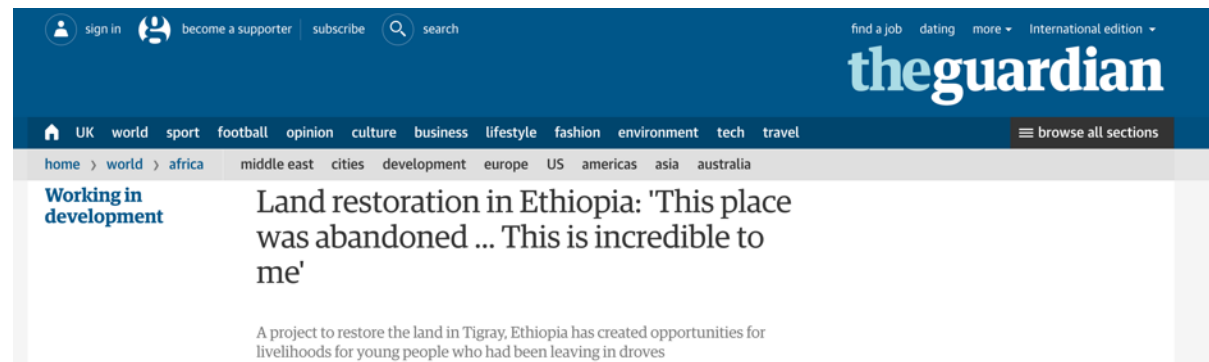 sign in become a supporter subscribe search find a job dating more International edition
theguardian
UK world sport football opinion culture business lifestyle fashion environment tech travel browse all sections
home › world › africa middle east cities development europe US americas asia australia
Working in
development
Land restoration in Ethiopia: 'This place
was abandoned ... This is incredible to
me'
A project to restore the land in Tigray, Ethiopia has created opportunities for
livelihoods for young people who had been leaving in droves